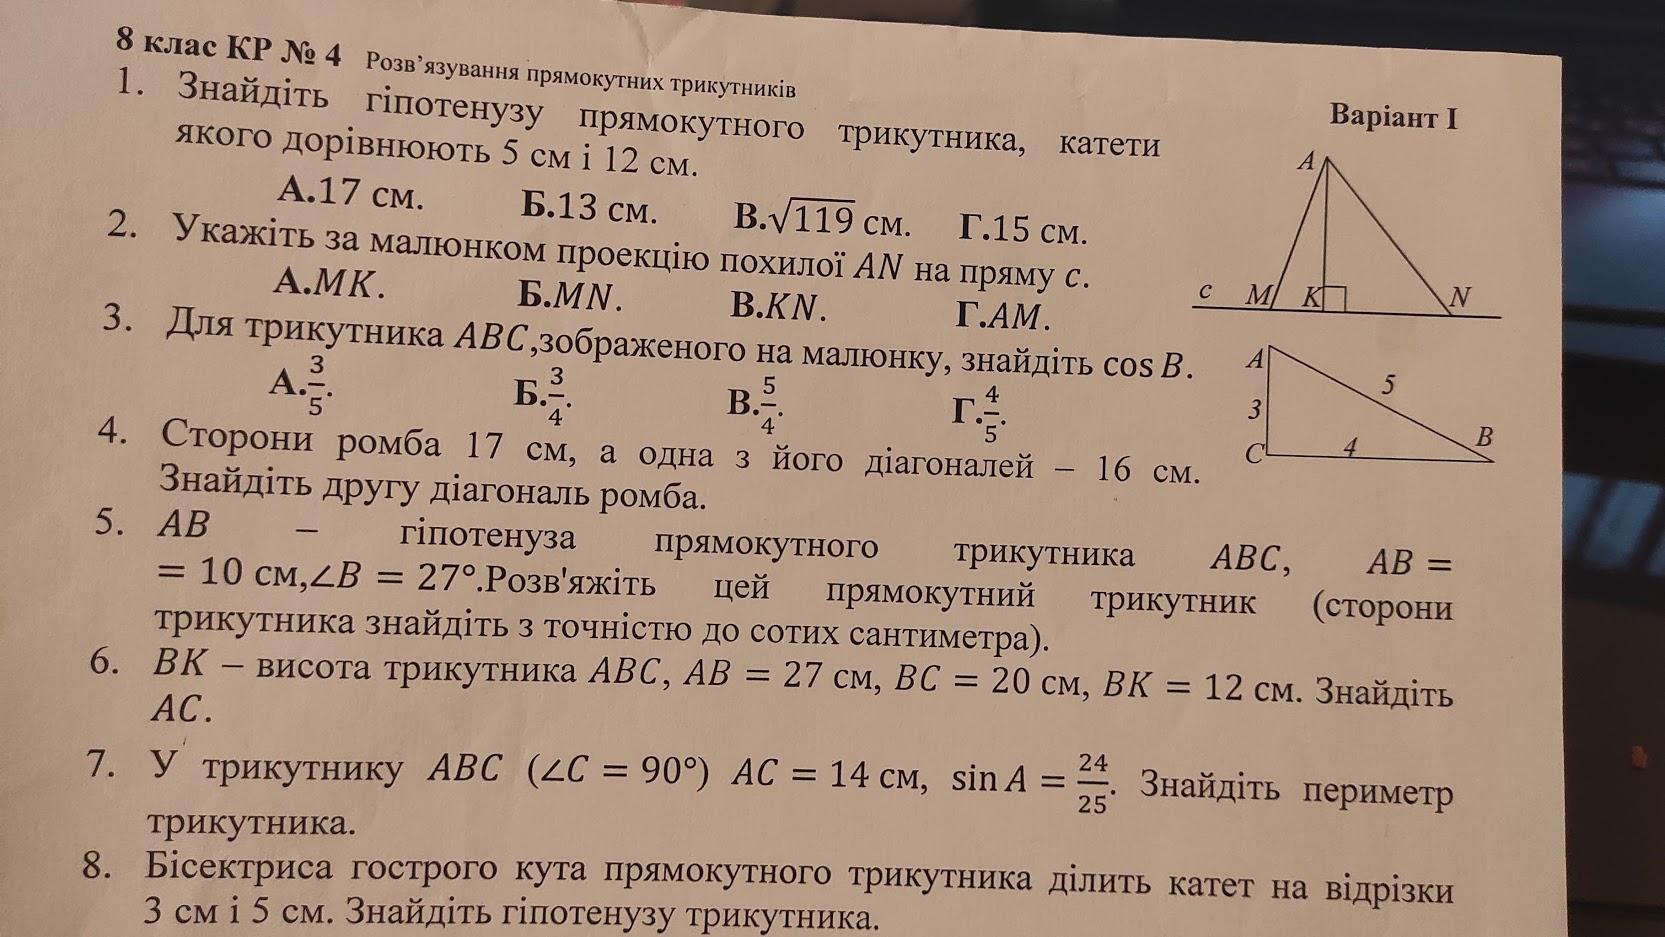 8 клас КР № 4 Розв’язування прямокутних трикутників
Варіант I
1. Знайдіть гіпотенузу прямокутного трикутника, катети
якого дорівнюють 5 см і 12 см.
А.17 см. Б.13 см. В.√119 см. Г.15 см.
2. Укажіть за малюнком проекцію похилої AN на пряму c.
А.MK. Б.MN. В.KN. Г.AM.
A
c M K N
3. Для трикутника ABC,зображеного на малюнку, знайдіть cos B.
А.3/5. Б.3/4. В.5/4. Г.4/5.
A
5
3
B
C 4
4. Сторони ромба 17 см, а одна з його діагоналей – 16 см.
Знайдіть другу діагональ ромба.
5. AB – гіпотенуза прямокутного трикутника ABC, AB =
= 10 см,∠B = 27°.Розв'яжіть цей прямокутний трикутник (сторони
трикутника знайдіть з точністю до сотих сантиметра).
6. BK – висота трикутника ABC, AB = 27 см, BC = 20 см, BK = 12 см. Знайдіть
AC.
7. У трикутнику ABC (∠C = 90°) AC = 14 см, sin A = 24/25. Знайдіть периметр
трикутника.
8. Бісектриса гострого кута прямокутного трикутника ділить катет на відрізки
3 см і 5 см. Знайдіть гіпотенузу трикутника.